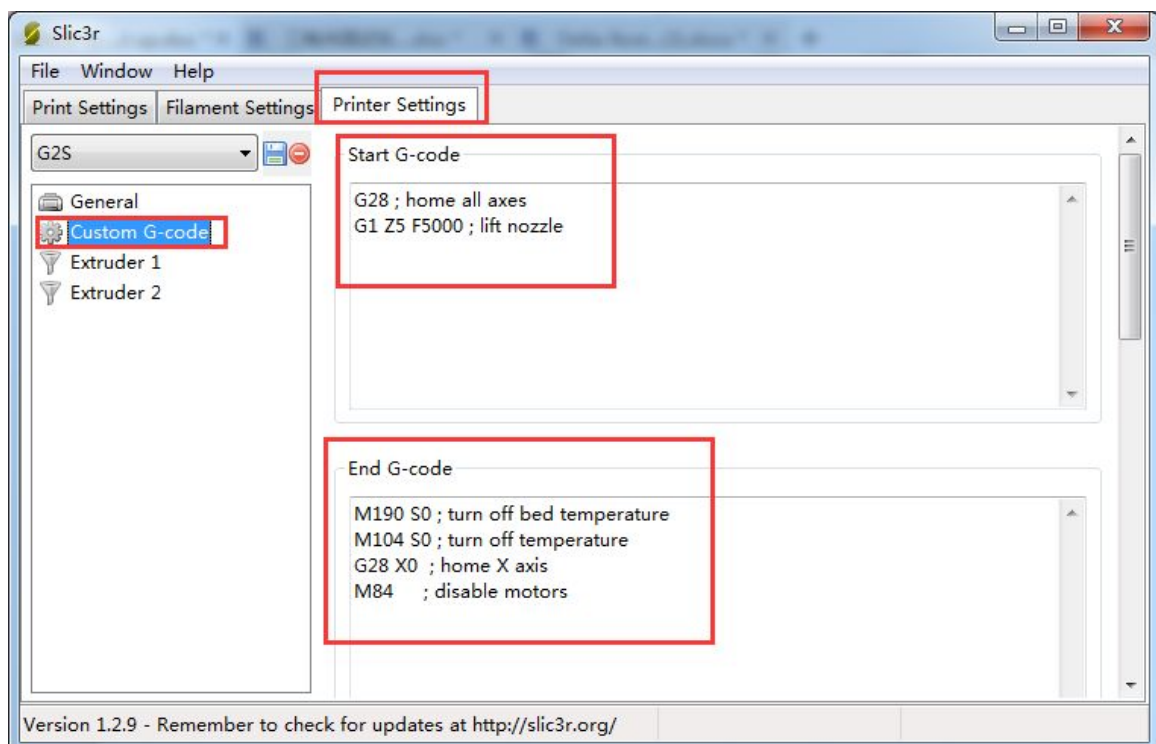 Slic3r
File Window Help
Print Settings Filament Settings Printer Settings
G2S
General
Custom G-code
Extruder 1
Extruder 2
Start G-code
G28 ; home all axes
G1 Z5 F5000 ; lift nozzle
End G-code
M190 S0 ; turn off bed temperature
M104 S0 ; turn off temperature
G28 X0  ; home X axis
M84     ; disable motors
Version 1.2.9 - Remember to check for updates at http://slic3r.org/